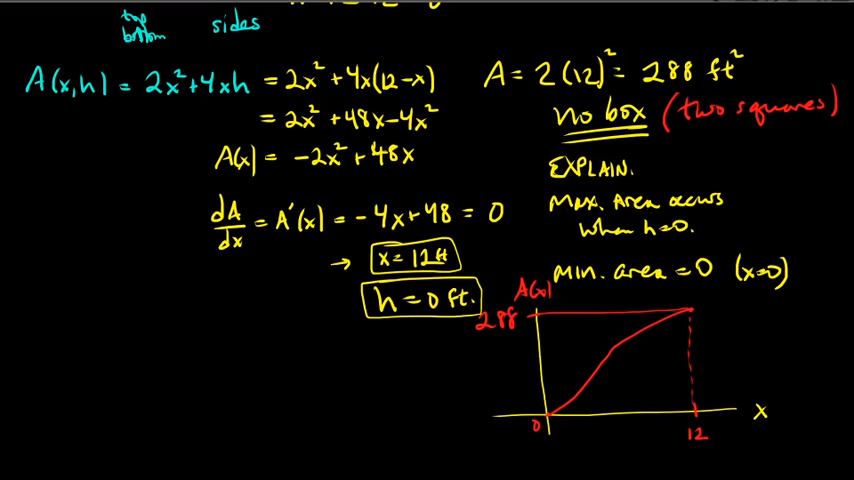 top
bottom
sides
A(x,h) = 2x² + 4xh = 2x² + 4x(12-x)
= 2x² + 48x - 4x²
A(x) = -2x² + 48x
dA/dx = A'(x) = -4x + 48 = 0
→ x = 12 ft
h = 0 ft.
A = 2(12)² = 288 ft²
no box (two squares)
EXPLAIN.
Max. Area occurs
when h=0.
min. area = 0 (x=0)
A(x)
288
0
12
x